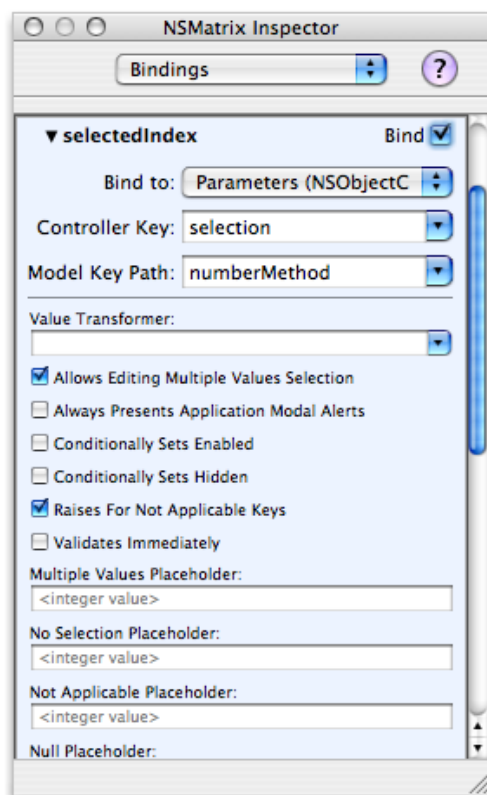 NSMatrix Inspector
Bindings
?
▼ selectedIndex Bind
Bind to: Parameters (NSObjectC
Controller Key: selection
Model Key Path: numberMethod
Value Transformer:
Allows Editing Multiple Values Selection
Always Presents Application Modal Alerts
Conditionally Sets Enabled
Conditionally Sets Hidden
Raises For Not Applicable Keys
Validates Immediately
Multiple Values Placeholder:
<integer value>
No Selection Placeholder:
<integer value>
Not Applicable Placeholder:
<integer value>
Null Placeholder: